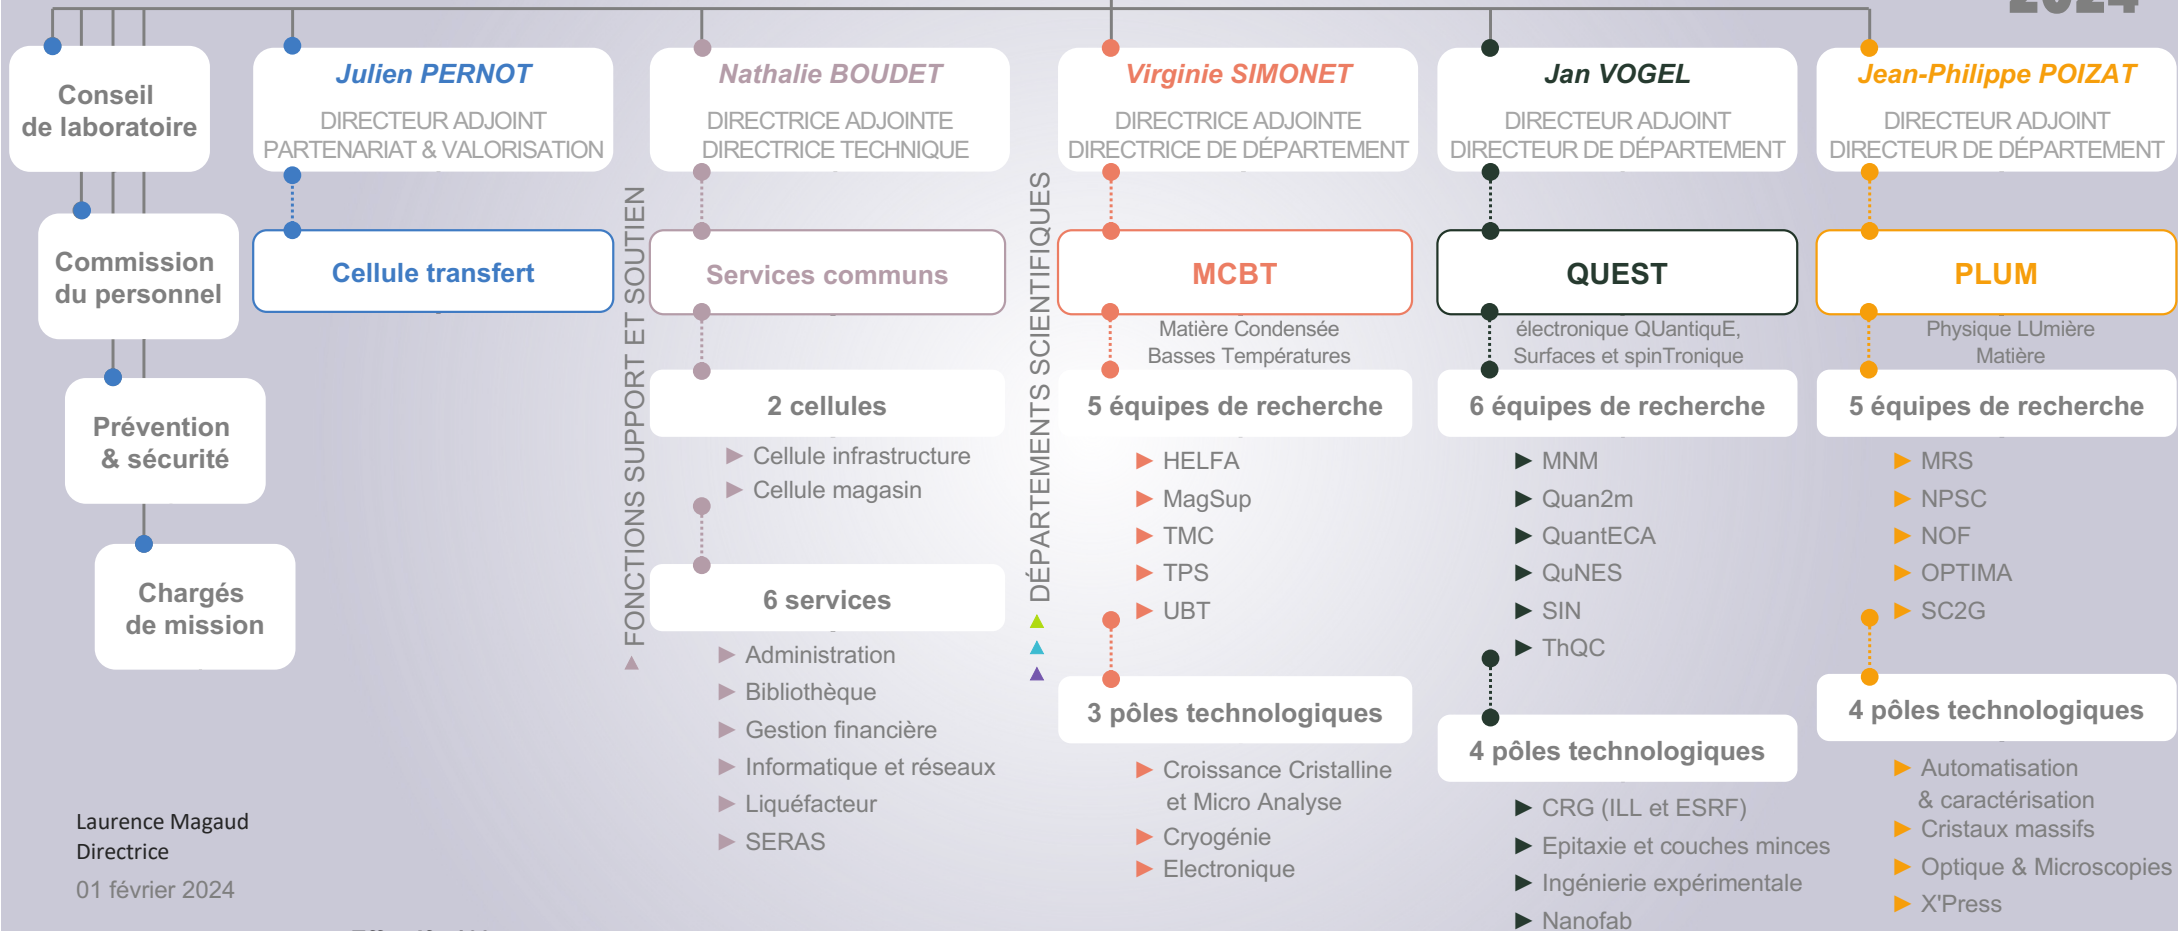 2024
Conseil
de laboratoire
Commission
du personnel
Prévention
& sécurité
Chargés
de mission
Laurence Magaud
Directrice
01 février 2024
Julien PERNOT
DIRECTEUR ADJOINT
PARTENARIAT & VALORISATION
Cellule transfert
FONCTIONS SUPPORT ET SOUTIEN
Nathalie BOUDET
DIRECTRICE ADJOINTE
DIRECTRICE TECHNIQUE
Services communs
2 cellules
Cellule infrastructure
Cellule magasin
6 services
Administration
Bibliothèque
Gestion financière
Informatique et réseaux
Liquéfacteur
SERAS
DÉPARTEMENTS SCIENTIFIQUES
Virginie SIMONET
DIRECTRICE ADJOINTE
DIRECTRICE DE DÉPARTEMENT
MCBT
Matière Condensée
Basses Températures
5 équipes de recherche
HELFA
MagSup
TMC
TPS
UBT
3 pôles technologiques
Croissance Cristalline
et Micro Analyse
Cryogénie
Electronique
Jan VOGEL
DIRECTEUR ADJOINT
DIRECTEUR DE DÉPARTEMENT
QUEST
électronique QUantiquE,
Surfaces et spinTronique
6 équipes de recherche
MNM
Quan2m
QuantECA
QuNES
SIN
ThQC
4 pôles technologiques
CRG (ILL et ESRF)
Epitaxie et couches minces
Ingénierie expérimentale
Nanofab
Jean-Philippe POIZAT
DIRECTEUR ADJOINT
DIRECTEUR DE DÉPARTEMENT
PLUM
Physique LUmière
Matière
5 équipes de recherche
MRS
NPSC
NOF
OPTIMA
SC2G
4 pôles technologiques
Automatisation
& caractérisation
Cristaux massifs
Optique & Microscopies
X'Press